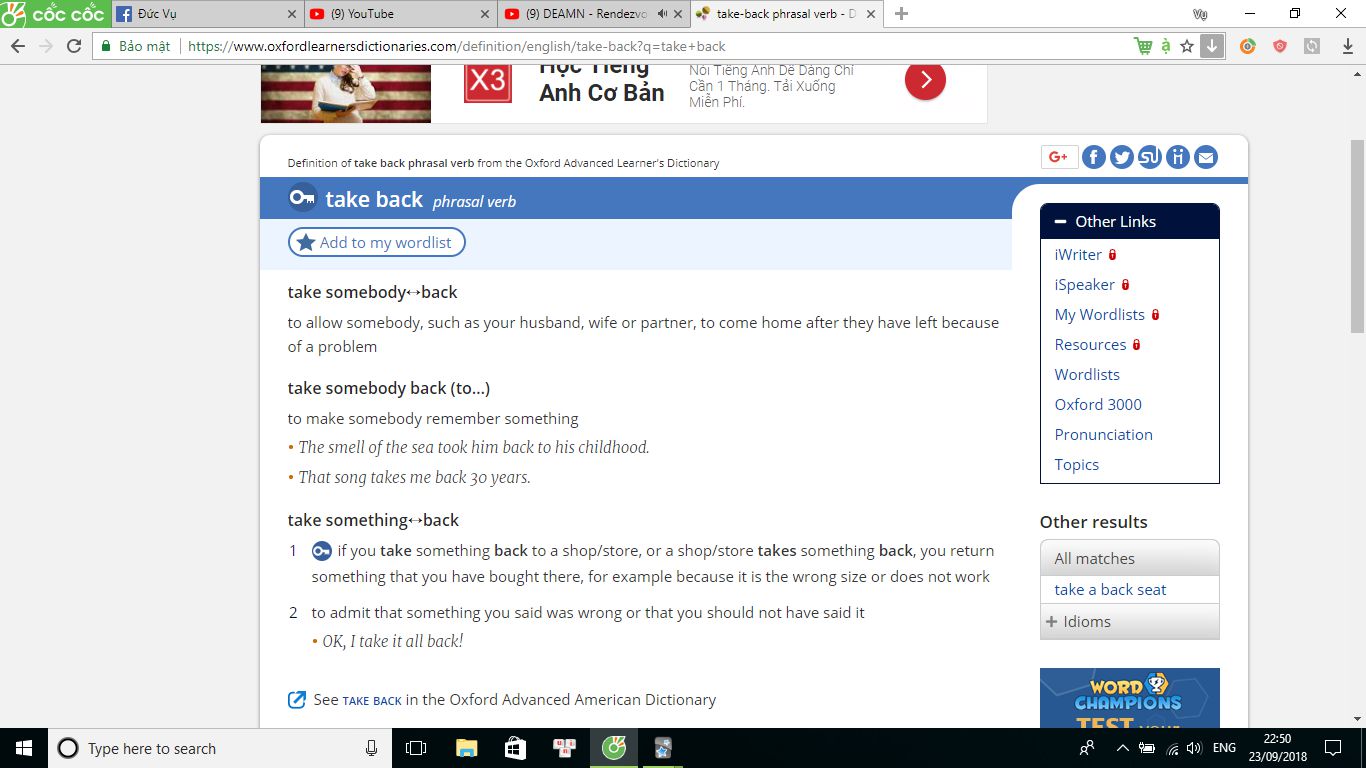 cốc cốc Đức Vụ (9) YouTube (9) DEAMN - Rendezvo take-back phrasal verb - D Vụ
Bảo mật https://www.oxfordlearnersdictionaries.com/definition/english/take-back?q=take+back à
X3 Học Tiếng Anh Cơ Bản
Nói Tiếng Anh Dễ Dàng Chỉ
Cần 1 Tháng. Tải Xuống
Miễn Phí.
Definition of take back phrasal verb from the Oxford Advanced Learner's Dictionary
G+
take back phrasal verb
Add to my wordlist
take somebody↔back
to allow somebody, such as your husband, wife or partner, to come home after they have left because
of a problem
take somebody back (to…)
to make somebody remember something
• The smell of the sea took him back to his childhood.
• That song takes me back 30 years.
take something↔back
1 if you take something back to a shop/store, or a shop/store takes something back, you return
something that you have bought there, for example because it is the wrong size or does not work
2 to admit that something you said was wrong or that you should not have said it
• OK, I take it all back!
See TAKE BACK in the Oxford Advanced American Dictionary
Other Links
iWriter
iSpeaker
My Wordlists
Resources
Wordlists
Oxford 3000
Pronunciation
Topics
Other results
All matches
take a back seat
Idioms
WORD
CHAMPIONS
TEST YOUR
Type here to search
ENG
22:50
23/09/2018